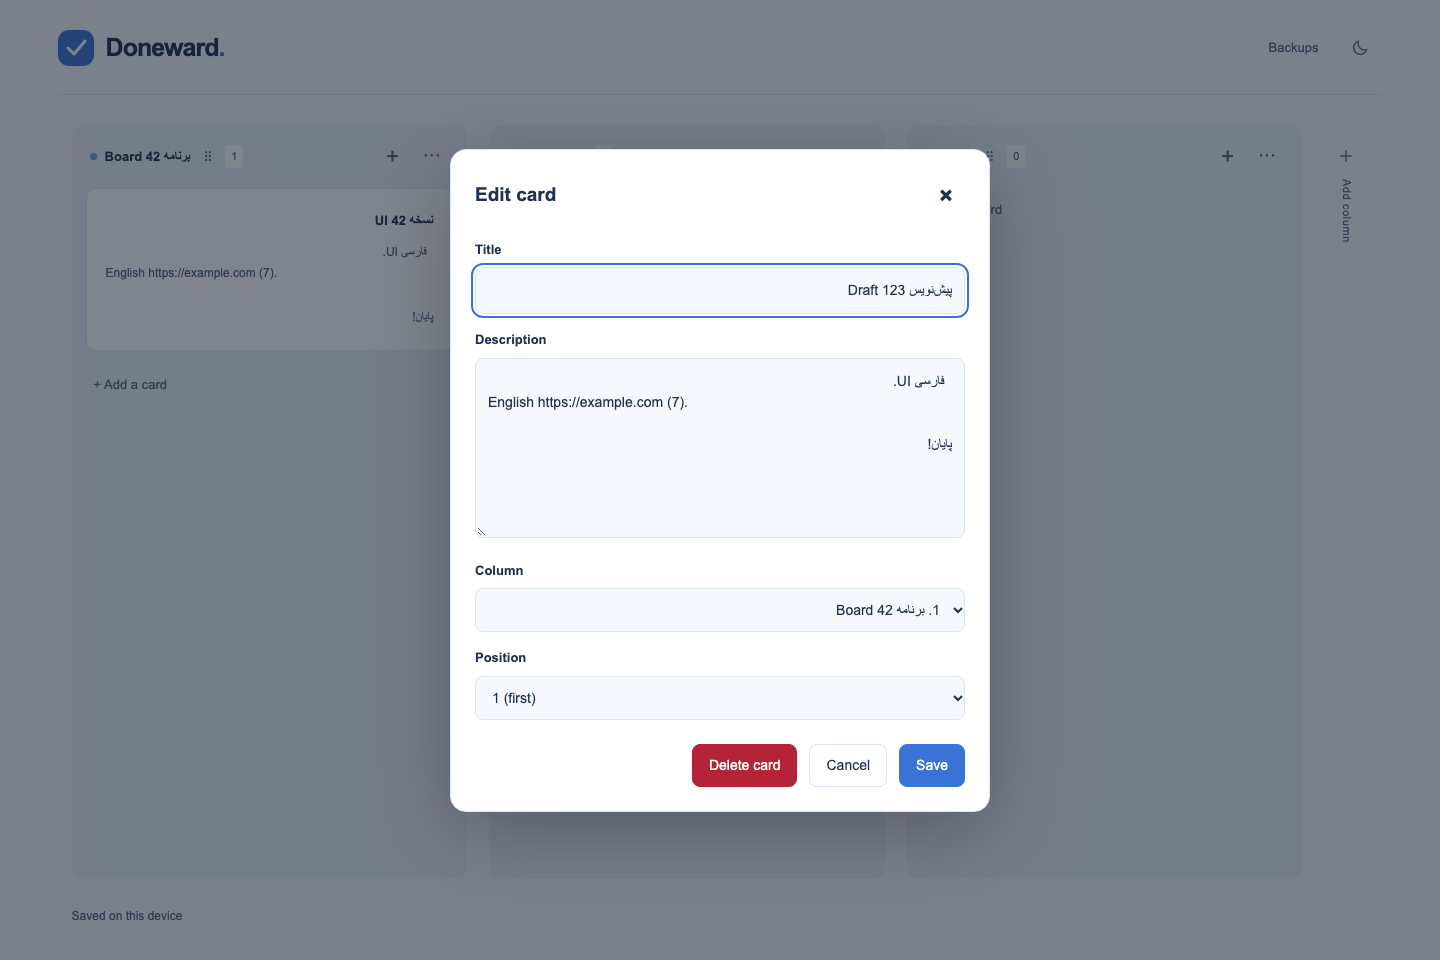 Doneward.
Backups
برنامه Board 42
1
0
Add column
نسخه UI 42
فارسی UI.
English https://example.com (7).
پایان!
+ Add a card
rd
Edit card
Title
پیش‌نویس Draft 123
Description
فارسی UI.
English https://example.com (7).
پایان!
Column
1. برنامه Board 42
Position
1 (first)
Delete card
Cancel
Save
Saved on this device